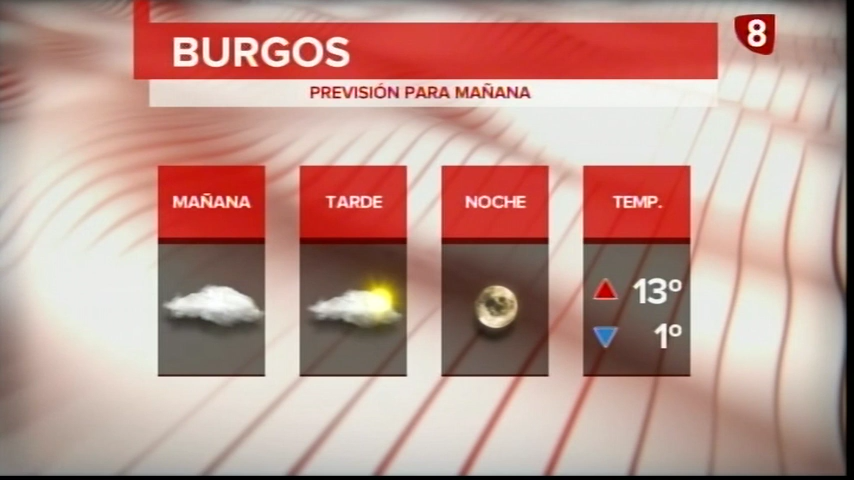 BURGOS
8
PREVISIÓN PARA MAÑANA
MAÑANA
TARDE
NOCHE
TEMP.
13º
1º